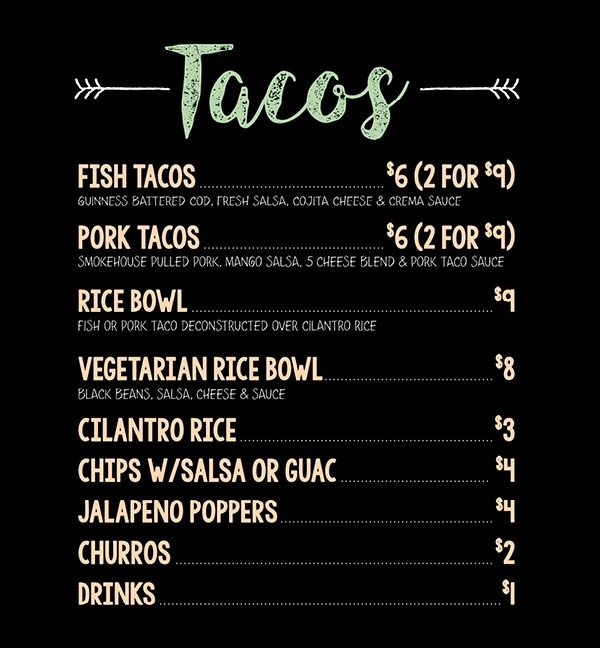 Tacos
FISH TACOS $6 (2 FOR $9)
GUINNESS BATTERED COD, FRESH SALSA, COJITA CHEESE & CREMA SAUCE
PORK TACOS $6 (2 FOR $9)
SMOKEHOUSE PULLED PORK, MANGO SALSA, 5 CHEESE BLEND & PORK TACO SAUCE
RICE BOWL $9
FISH OR PORK TACO DECONSTRUCTED OVER CILANTRO RICE
VEGETARIAN RICE BOWL $8
BLACK BEANS, SALSA, CHEESE & SAUCE
CILANTRO RICE $3
CHIPS W/SALSA OR GUAC $4
JALAPENO POPPERS $4
CHURROS $2
DRINKS $1